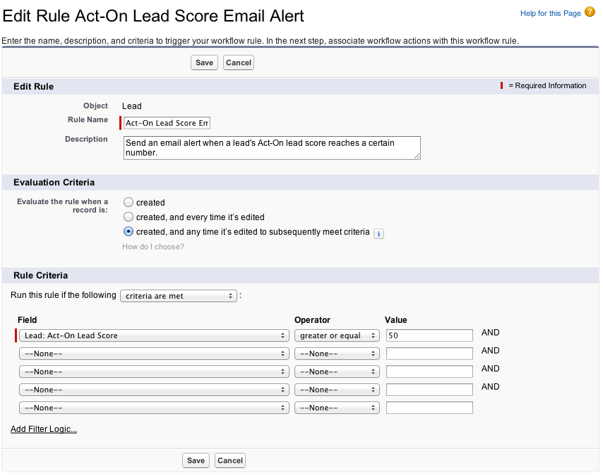 Edit Rule Act-On Lead Score Email Alert
Help for this Page ?
Enter the name, description, and criteria to trigger your workflow rule. In the next step, associate workflow actions with this workflow rule.
Save Cancel
Edit Rule
= Required Information
Object Lead
Rule Name Act-On Lead Score Em
Description Send an email alert when a lead's Act-On lead score reaches a certain
number.
Evaluation Criteria
Evaluate the rule when a
record is:
created
created, and every time it's edited
created, and any time it's edited to subsequently meet criteria i
How do I choose?
Rule Criteria
Run this rule if the following criteria are met :
Field Operator Value
Lead: Act-On Lead Score greater or equal 50 AND
--None-- --None-- AND
--None-- --None-- AND
--None-- --None-- AND
--None-- --None--
Add Filter Logic...
Save Cancel